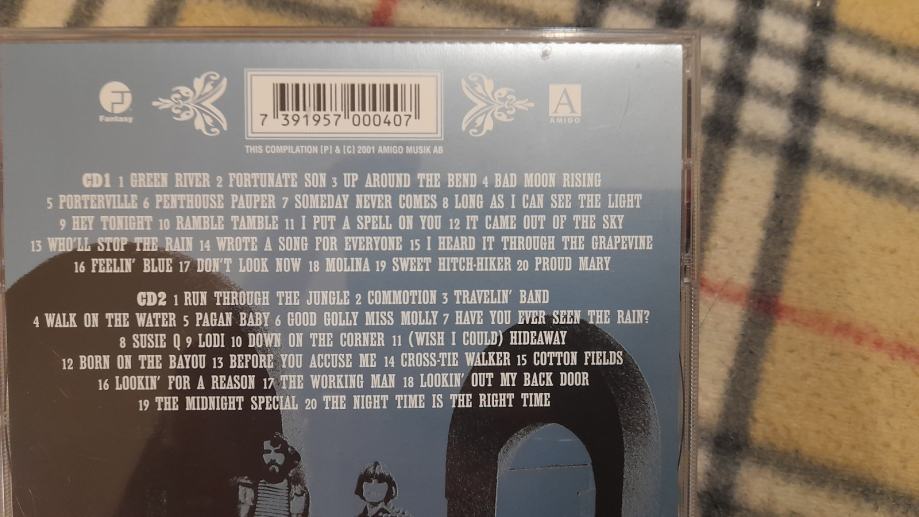 Fantasy
7 391957 000407
A
AMIGO
THIS COMPILATION [P] & [C] 2001 AMIGO MUSIK AB
CD1 1 GREEN RIVER 2 FORTUNATE SON 3 UP AROUND THE BEND 4 BAD MOON RISING
5 PORTERVILLE 6 PENTHOUSE PAUPER 7 SOMEDAY NEVER COMES 8 LONG AS I CAN SEE THE LIGHT
9 HEY TONIGHT 10 RAMBLE TAMBLE 11 I PUT A SPELL ON YOU 12 IT CAME OUT OF THE SKY
13 WHO'LL STOP THE RAIN 14 WROTE A SONG FOR EVERYONE 15 I HEARD IT THROUGH THE GRAPEVINE
16 FEELIN' BLUE 17 DON'T LOOK NOW 18 MOLINA 19 SWEET HITCH-HIKER 20 PROUD MARY
CD2 1 RUN THROUGH THE JUNGLE 2 COMMOTION 3 TRAVELIN' BAND
4 WALK ON THE WATER 5 PAGAN BABY 6 GOOD GOLLY MISS MOLLY 7 HAVE YOU EVER SEEN THE RAIN?
8 SUSIE Q 9 LODI 10 DOWN ON THE CORNER 11 (WISH I COULD) HIDEAWAY
12 BORN ON THE BAYOU 13 BEFORE YOU ACCUSE ME 14 CROSS-TIE WALKER 15 COTTON FIELDS
16 LOOKIN' FOR A REASON 17 THE WORKING MAN 18 LOOKIN' OUT MY BACK DOOR
19 THE MIDNIGHT SPECIAL 20 THE NIGHT TIME IS THE RIGHT TIME